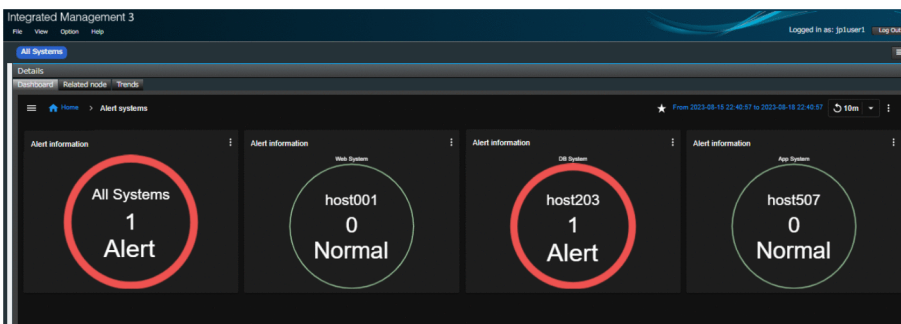 Integrated Management 3
File View Option Help
Logged in as: jp1user1 Log Out
All Systems
Details
Dashboard Related node Trends
Home > Alert systems
From 2023-08-15 22:40:57 to 2023-08-18 22:40:57 10m
Alert information
All Systems
1
Alert
Alert information
Web System
host001
0
Normal
Alert information
DB System
host203
1
Alert
Alert information
App System
host507
0
Normal